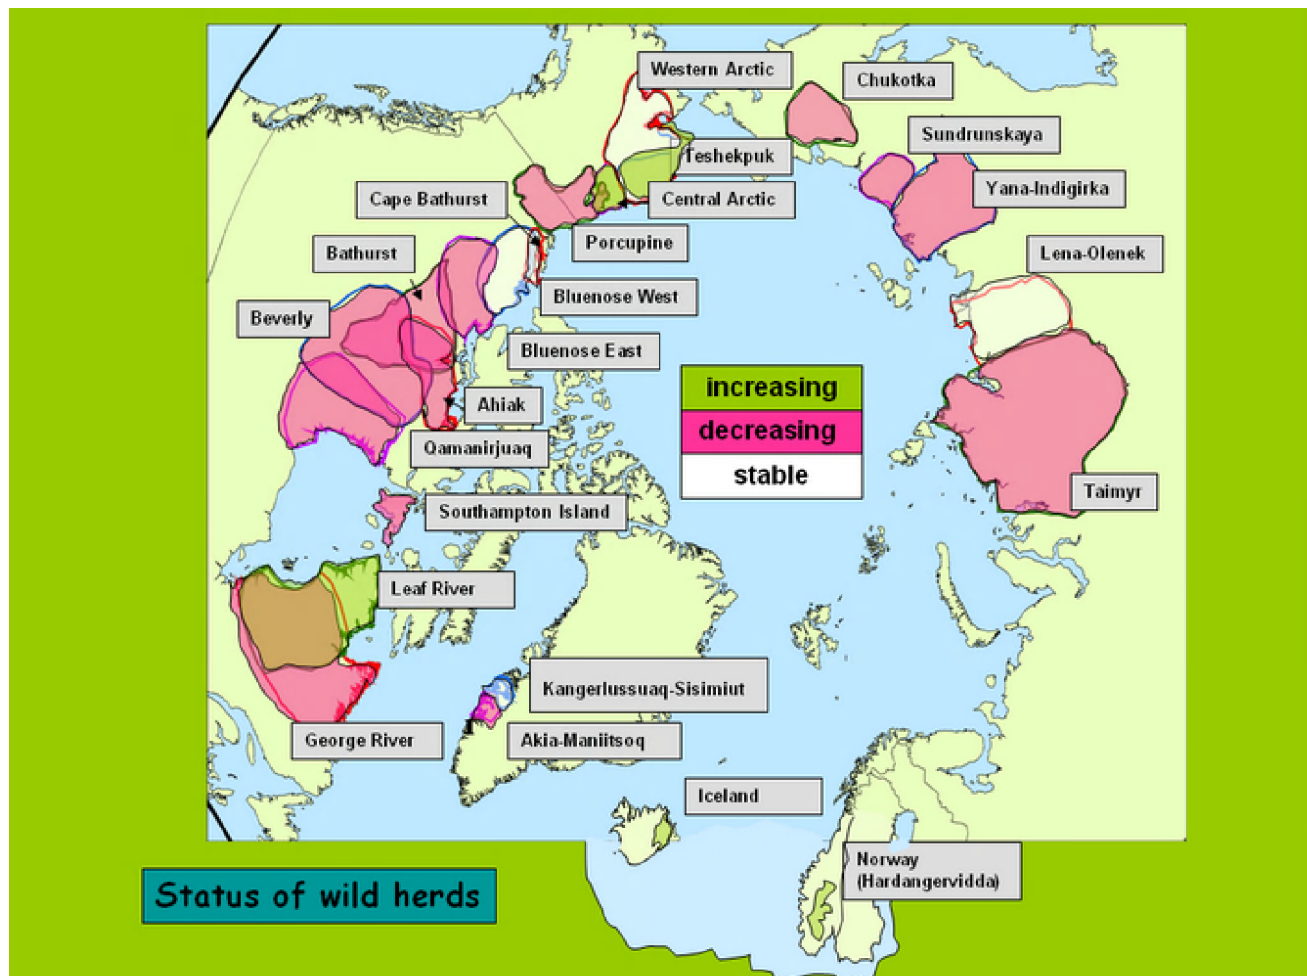 Western Arctic
Chukotka
Sundrunskaya
Teshekpuk
Yana-Indigirka
Cape Bathurst
Central Arctic
Porcupine
Bathurst
Lena-Olenek
Bluenose West
Beverly
Bluenose East
increasing
decreasing
stable
Ahiak
Qamanirjuaq
Taimyr
Southampton Island
Leaf River
Kangerlussuaq-Sisimiut
George River
Akia-Maniitsoq
Iceland
Norway
(Hardangervidda)
Status of wild herds